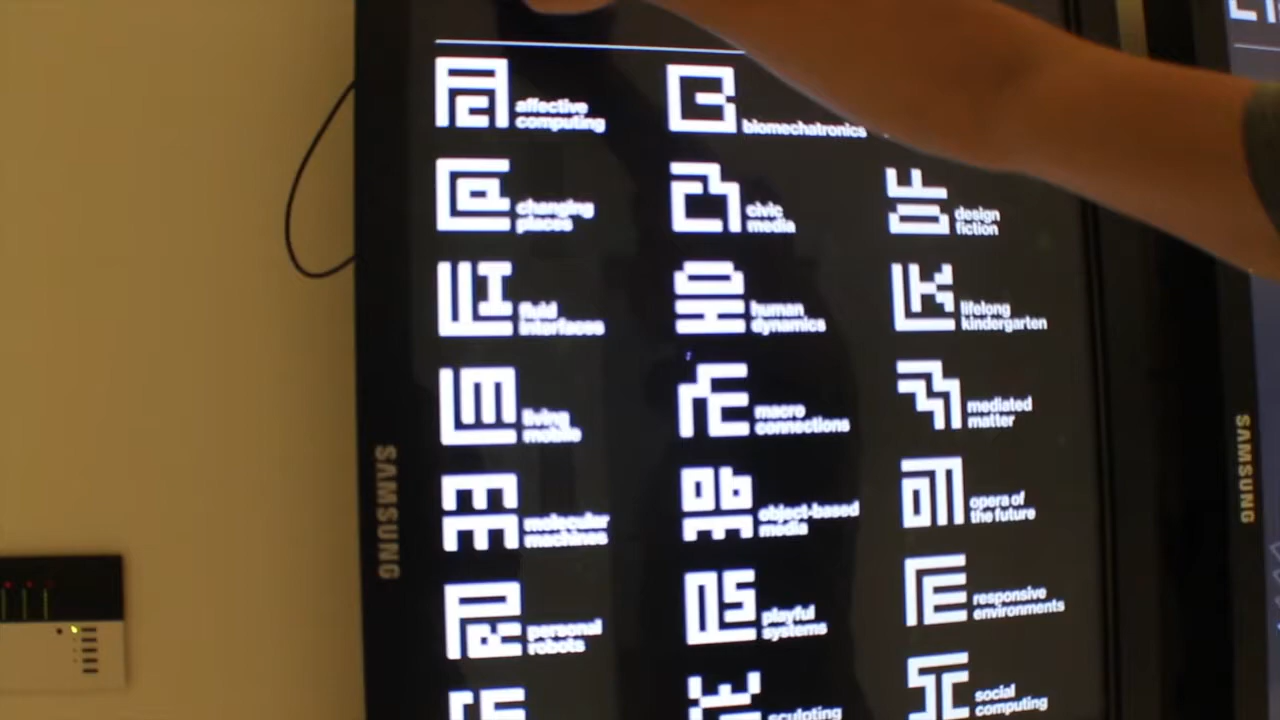 affective
computing
biomechatronics
changing
places
civic
media
design
fiction
fluid
interfaces
human
dynamics
lifelong
kindergarten
living
mobile
macro
connections
mediated
matter
molecular
machines
object-based
media
opera of
the future
personal
robots
playful
systems
responsive
environments
sculpting
social
computing
SAMSUNG
SAMSUNG